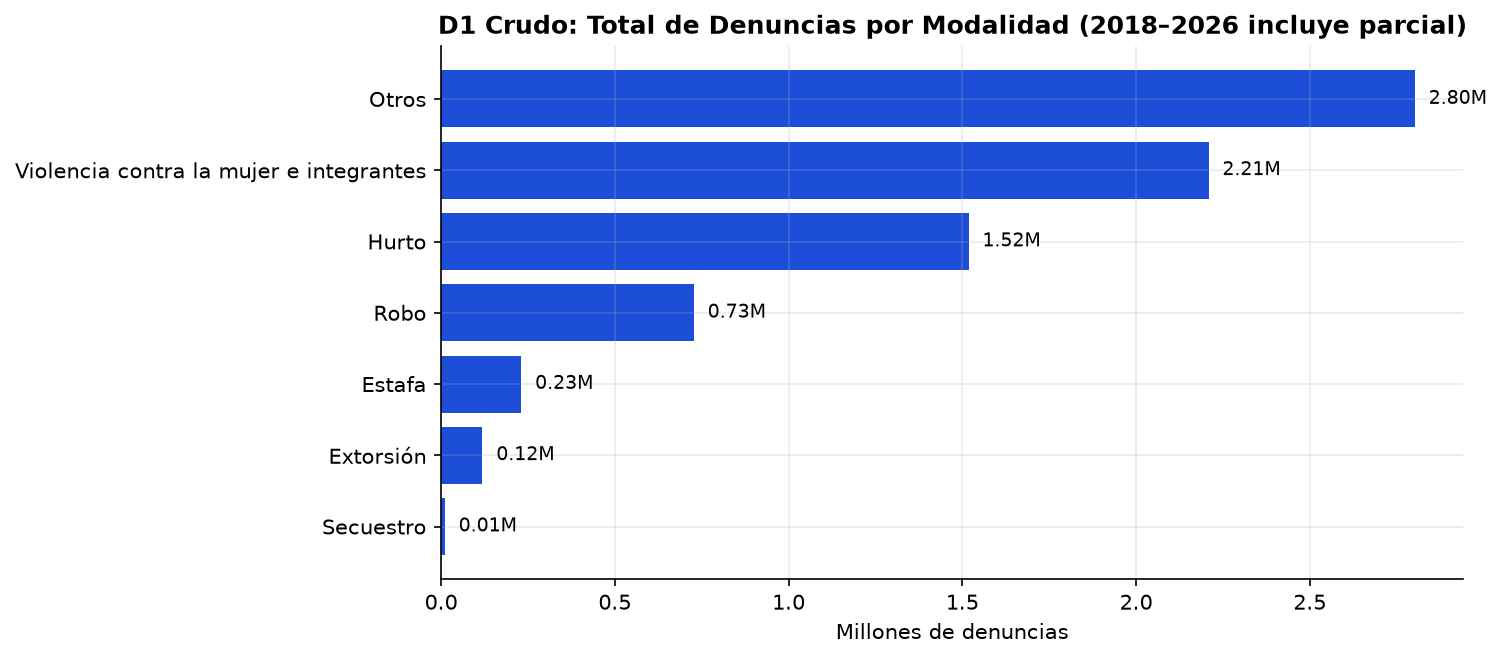 D1 Crudo: Total de Denuncias por Modalidad (2018–2026 incluye parcial)
Otros 2.80M
Violencia contra la mujer e integrantes 2.21M
Hurto 1.52M
Robo 0.73M
Estafa 0.23M
Extorsión 0.12M
Secuestro 0.01M
0.0 0.5 1.0 1.5 2.0 2.5
Millones de denuncias